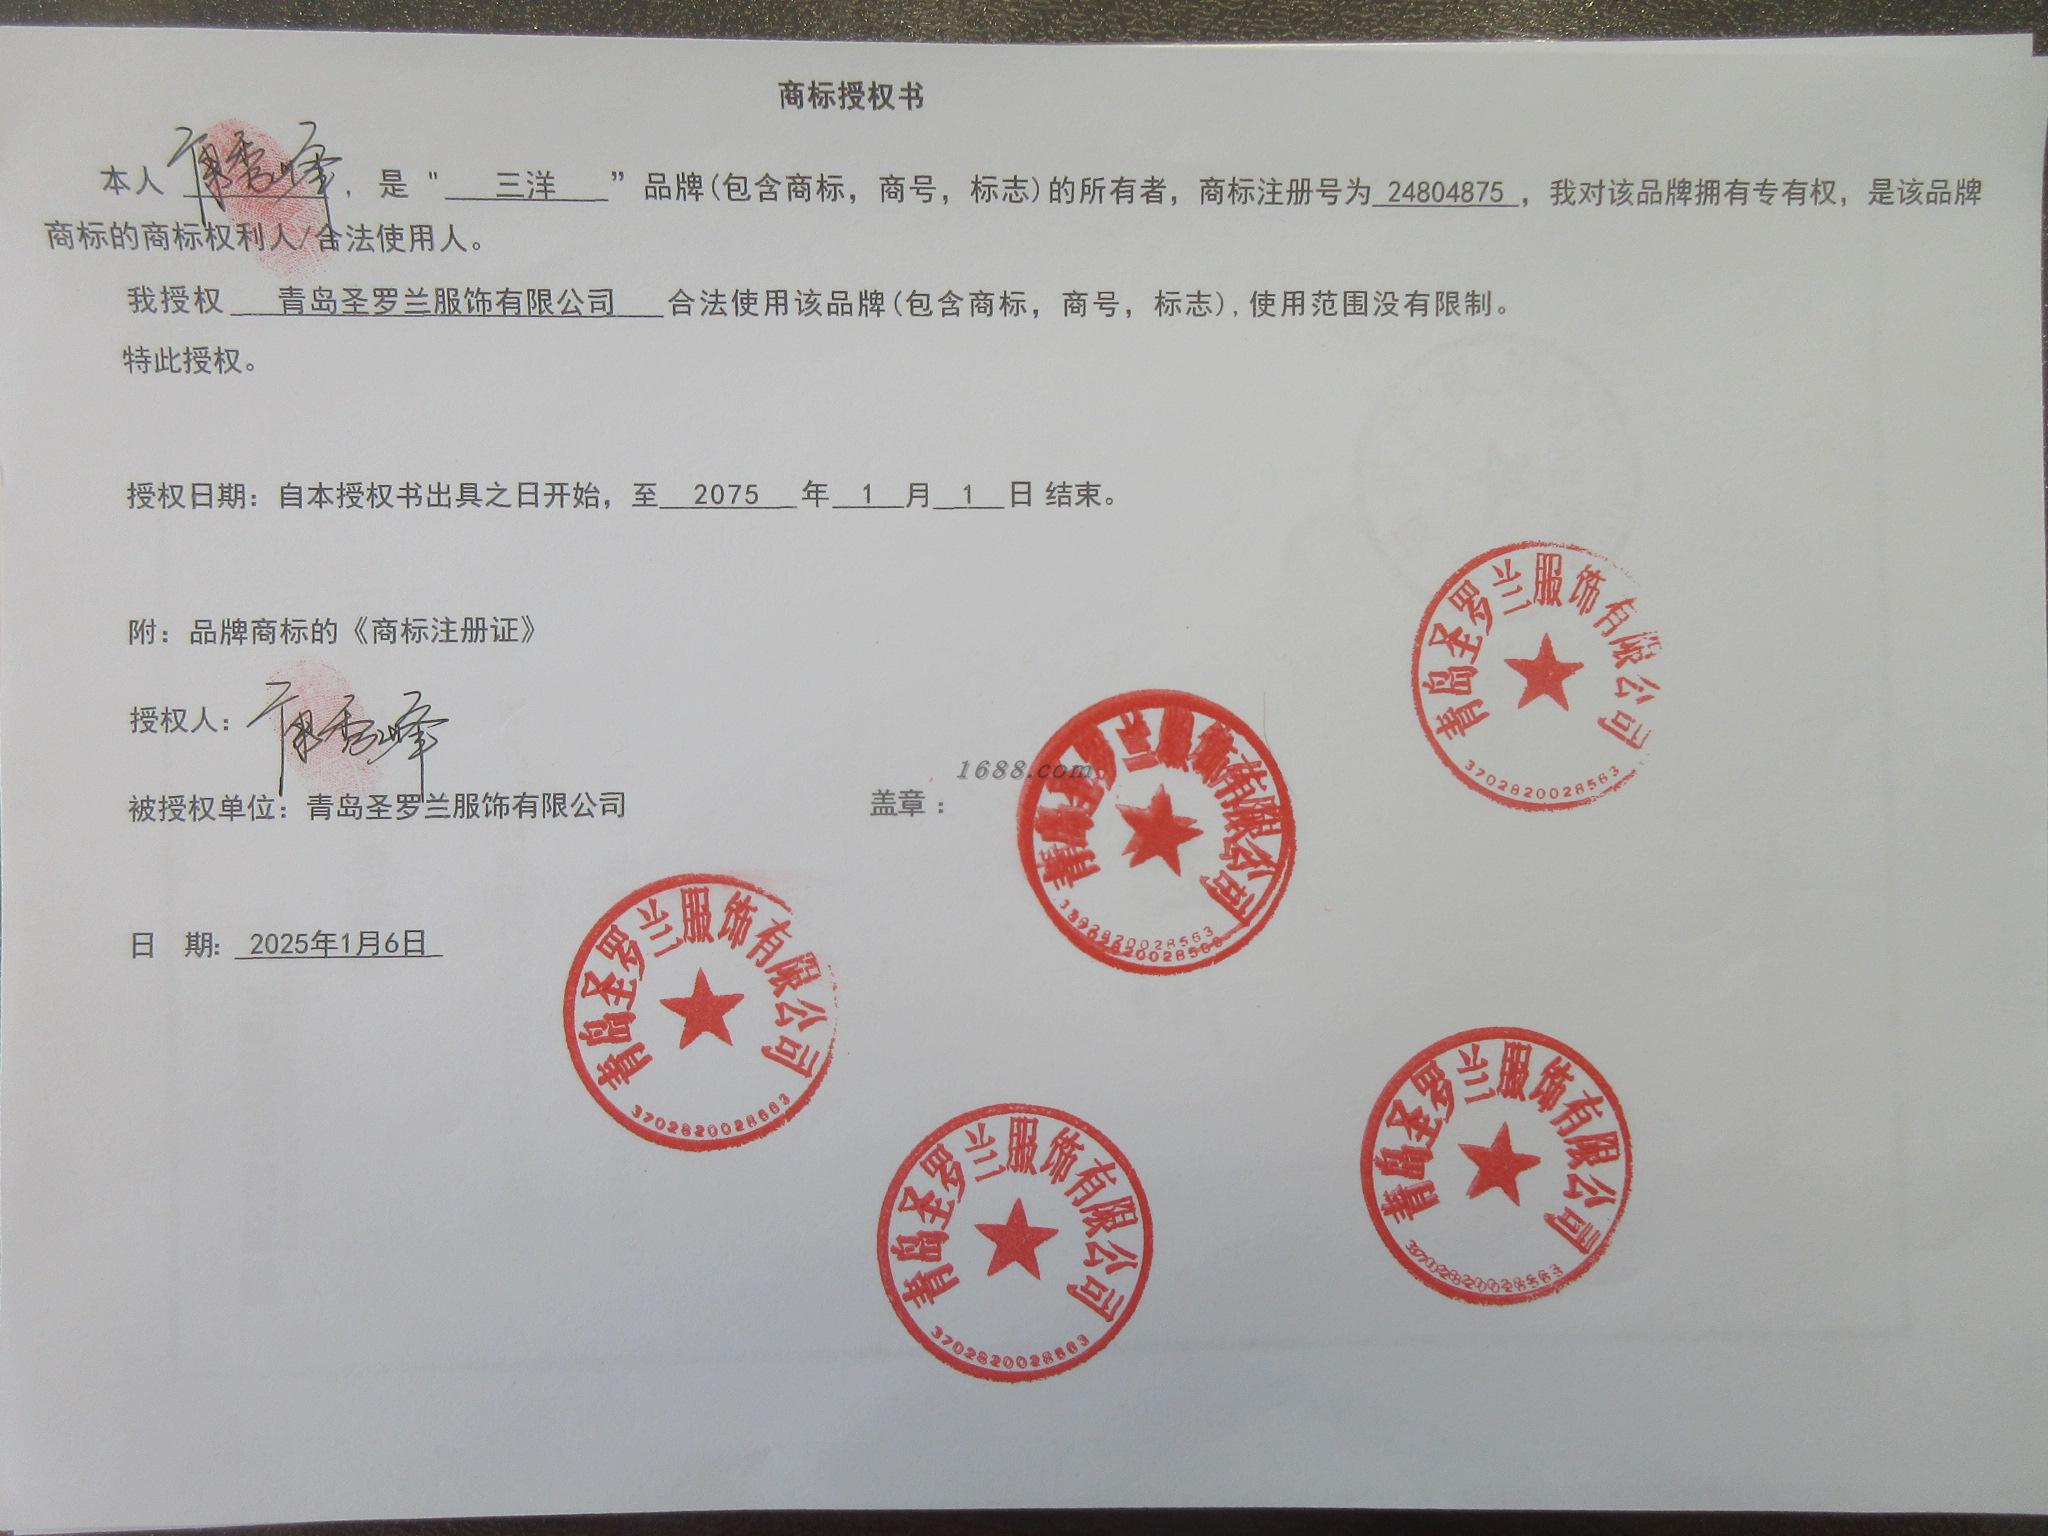 商标授权书
本人 ，是"三洋"品牌(包含商标，商号，标志)的所有者，商标注册号为24804875，我对该品牌拥有专有权，是该品牌
商标的商标权利人/合法使用人。
我授权 青岛圣罗兰服饰有限公司 合法使用该品牌(包含商标，商号，标志),使用范围没有限制。
特此授权。
授权日期：自本授权书出具之日开始，至 2075 年 1 月 1 日 结束。
附：品牌商标的《商标注册证》
授权人：
被授权单位：青岛圣罗兰服饰有限公司 盖章：
1688.com
日 期: 2025年1月6日
青岛圣罗兰服饰有限公司
3702820028563
青岛圣罗兰服饰有限公司
青岛圣罗兰服饰有限公司
3702820028563
青岛圣罗兰服饰有限公司
3702820028563
青岛圣罗兰服饰有限公司
3702820028563